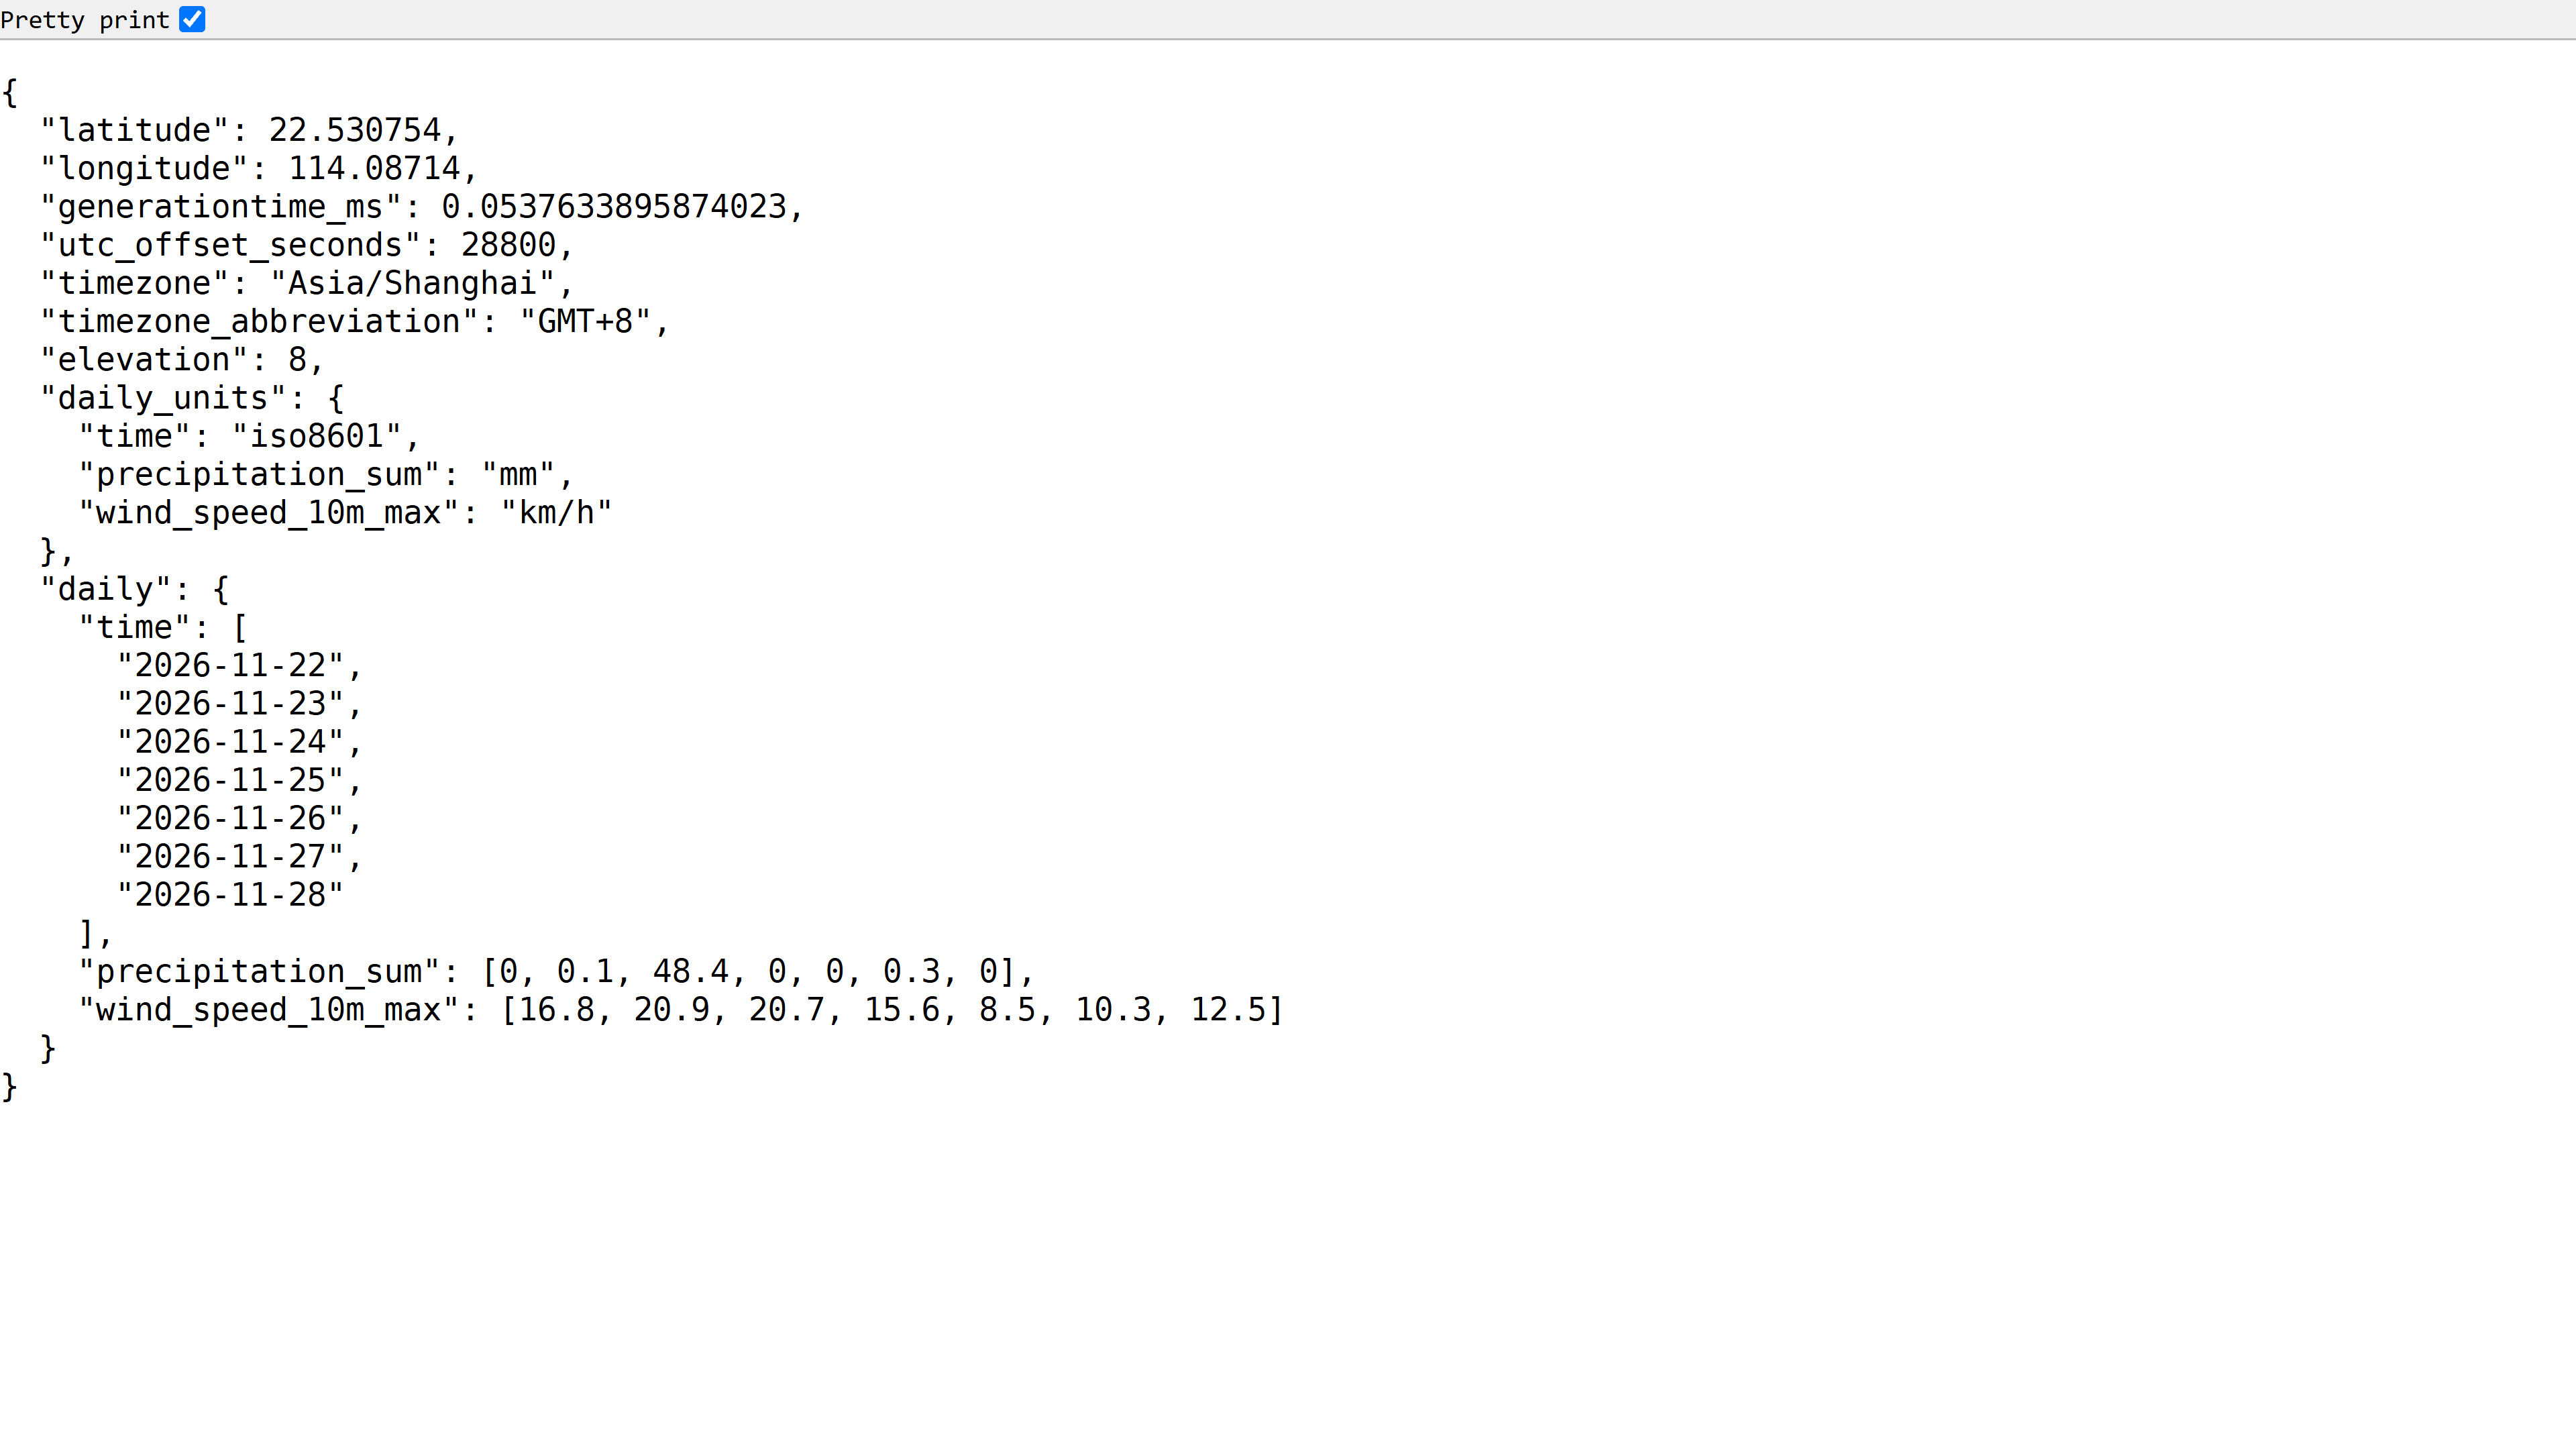 Pretty print
{
  "latitude": 22.530754,
  "longitude": 114.08714,
  "generationtime_ms": 0.0537633895874023,
  "utc_offset_seconds": 28800,
  "timezone": "Asia/Shanghai",
  "timezone_abbreviation": "GMT+8",
  "elevation": 8,
  "daily_units": {
    "time": "iso8601",
    "precipitation_sum": "mm",
    "wind_speed_10m_max": "km/h"
  },
  "daily": {
    "time": [
      "2026-11-22",
      "2026-11-23",
      "2026-11-24",
      "2026-11-25",
      "2026-11-26",
      "2026-11-27",
      "2026-11-28"
    ],
    "precipitation_sum": [0, 0.1, 48.4, 0, 0, 0.3, 0],
    "wind_speed_10m_max": [16.8, 20.9, 20.7, 15.6, 8.5, 10.3, 12.5]
  }
}